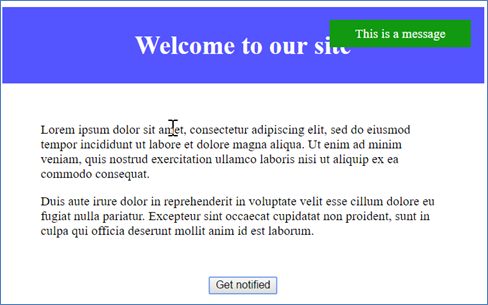 Welcome to our site
This is a message
Lorem ipsum dolor sit amet, consectetur adipiscing elit, sed do eiusmod
tempor incididunt ut labore et dolore magna aliqua. Ut enim ad minim
veniam, quis nostrud exercitation ullamco laboris nisi ut aliquip ex ea
commodo consequat.
Duis aute irure dolor in reprehenderit in voluptate velit esse cillum dolore eu
fugiat nulla pariatur. Excepteur sint occaecat cupidatat non proident, sunt in
culpa qui officia deserunt mollit anim id est laborum.
Get notified